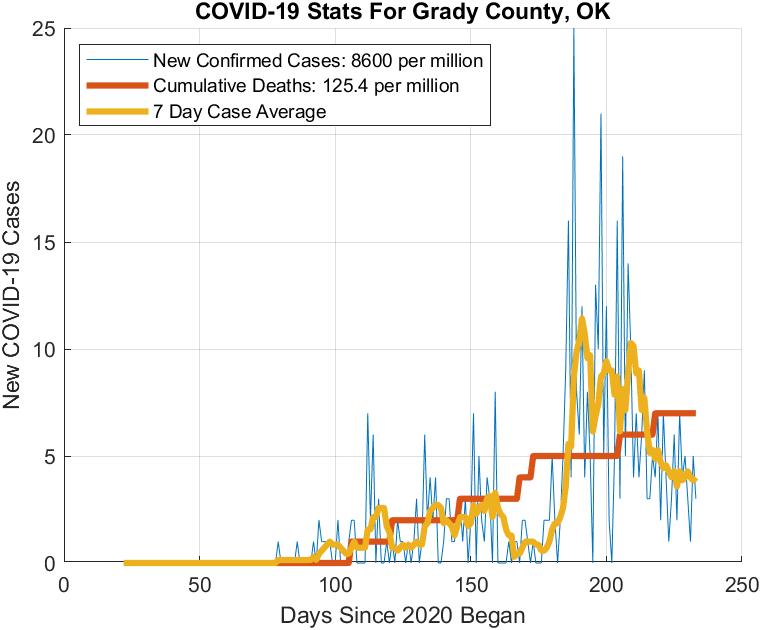 COVID-19 Stats For Grady County, OK
New Confirmed Cases: 8600 per million
Cumulative Deaths: 125.4 per million
7 Day Case Average
New COVID-19 Cases
25
20
15
10
5
0
0 50 100 150 200 250
Days Since 2020 Began